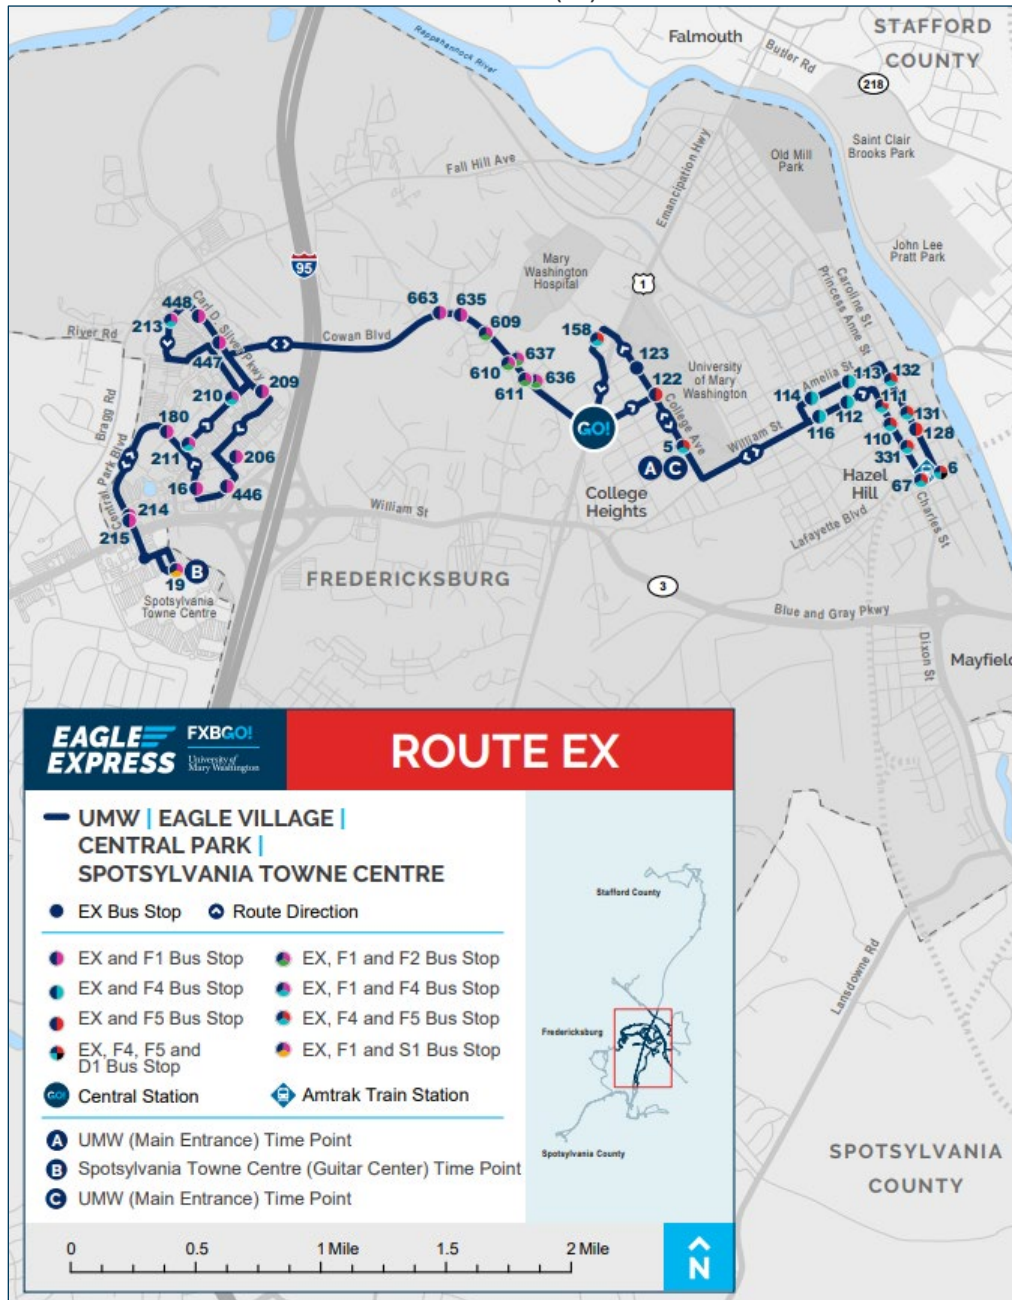 STAFFORD
COUNTY
Falmouth
Butler Rd
218
Rappahannock River
Saint Clair
Brooks Park
Old Mill
Park
Fall Hill Ave
Emancipation Hwy
John Lee
Pratt Park
95
Mary
Washington
Hospital
1
Caroline St
Princess Anne St
663
635
448
Carl D. Silver Pkwy
River Rd
213
Cowan Blvd
609
158
447
637
123
University
of Mary
Washington
Amelia St
113
132
610
636
122
209
210
611
114
111
Bragg Rd
180
GO!
College Ave
112
131
William St
116
110
128
211
206
5
331
A
C
Hazel
Hill
6
Central Park Blvd
16
446
College
Heights
67
214
William St
Lafayette Blvd
Charles St
215
19
B
FREDERICKSBURG
3
Spotsylvania
Towne Centre
Blue and Gray Pkwy
Dixon St
Mayfield
EAGLE
EXPRESS
FXBGO!
University of
Mary Washington
ROUTE EX
UMW | EAGLE VILLAGE |
CENTRAL PARK |
SPOTSYLVANIA TOWNE CENTRE
EX Bus Stop
Route Direction
EX and F1 Bus Stop
EX, F1 and F2 Bus Stop
EX and F4 Bus Stop
EX, F1 and F4 Bus Stop
EX and F5 Bus Stop
EX, F4 and F5 Bus Stop
EX, F4, F5 and
D1 Bus Stop
EX, F1 and S1 Bus Stop
GO! Central Station
Amtrak Train Station
A UMW (Main Entrance) Time Point
B Spotsylvania Towne Centre (Guitar Center) Time Point
C UMW (Main Entrance) Time Point
Stafford County
Fredericksburg
Spotsylvania County
Lansdowne Rd
SPOTSYLVANIA
COUNTY
0 0.5 1 Mile 1.5 2 Mile
N